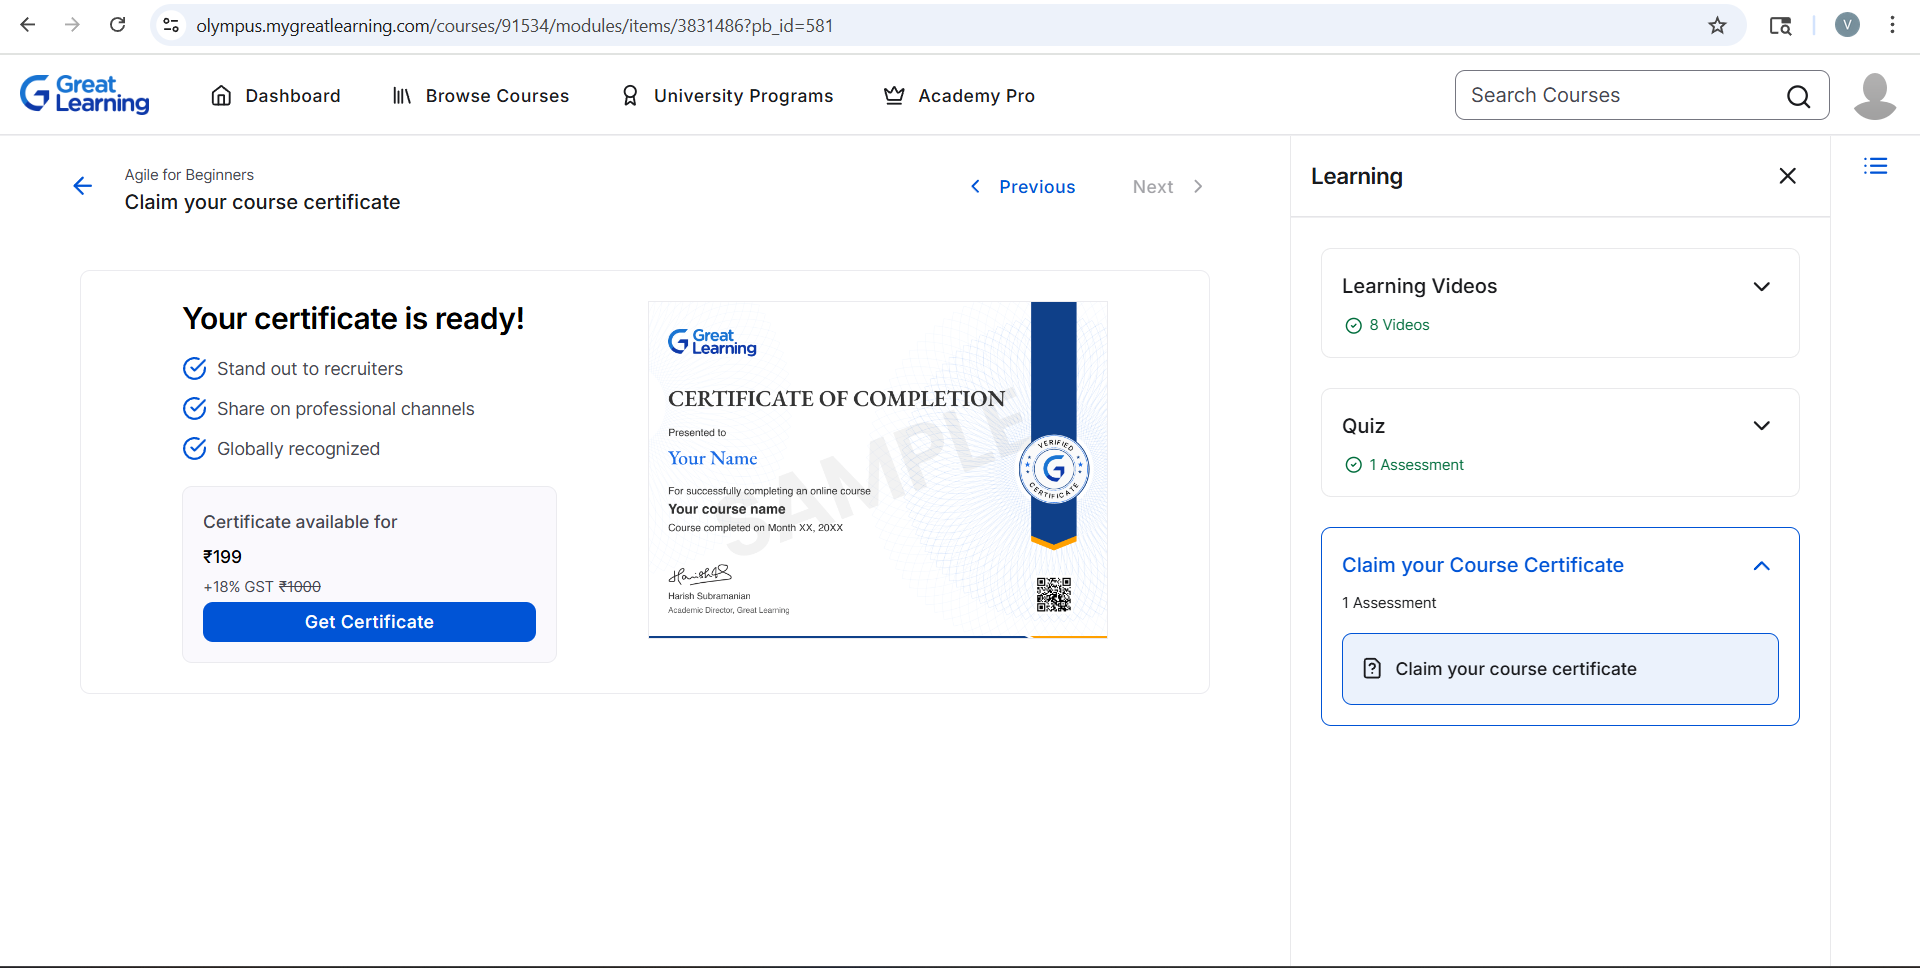 olympus.mygreatlearning.com/courses/91534/modules/items/3831486?pb_id=581
V
Great
Learning
Dashboard
Browse Courses
University Programs
Academy Pro
Search Courses
Agile for Beginners
Claim your course certificate
Previous
Next
Your certificate is ready!
Stand out to recruiters
Share on professional channels
Globally recognized
Certificate available for
₹199
+18% GST ₹1000
Get Certificate
Great
Learning
CERTIFICATE OF COMPLETION
Presented to
Your Name
For successfully completing an online course
Your course name
Course completed on Month XX, 20XX
SAMPLE
VERIFIED
CERTIFICATE
HarishS
Harish Subramanian
Academic Director, Great Learning
Learning
Learning Videos
8 Videos
Quiz
1 Assessment
Claim your Course Certificate
1 Assessment
Claim your course certificate